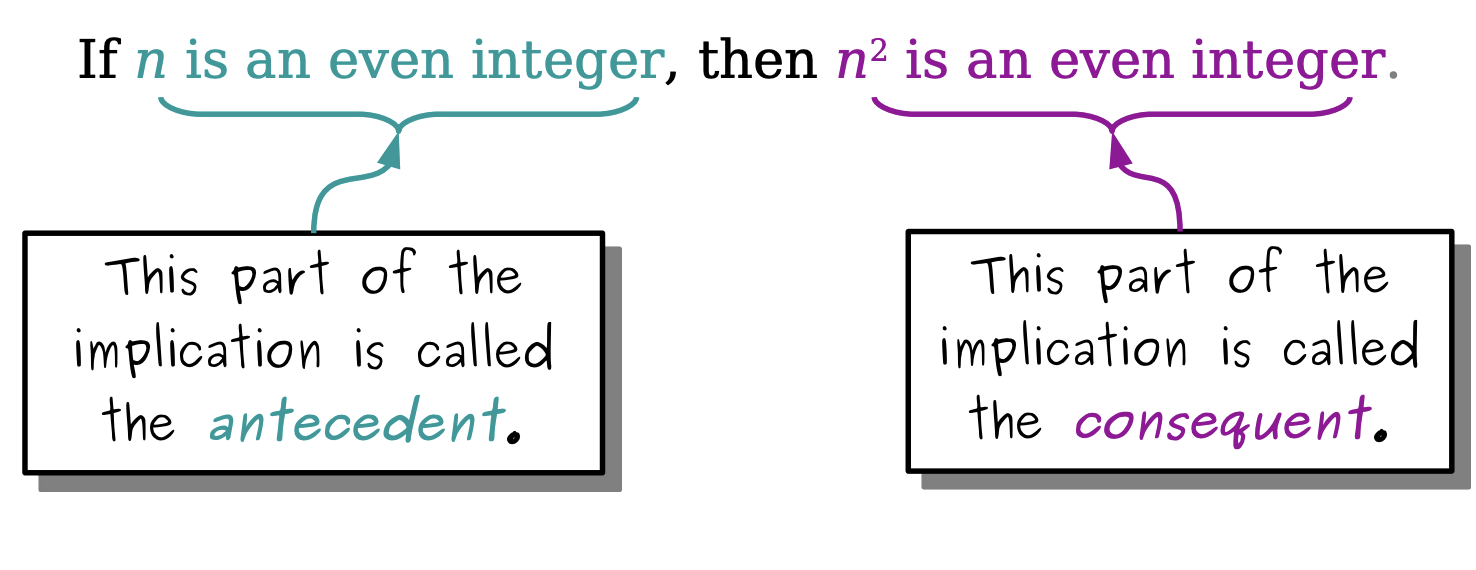 If n is an even integer, then n² is an even integer.
This part of the
implication is called
the antecedent.
This part of the
implication is called
the consequent.